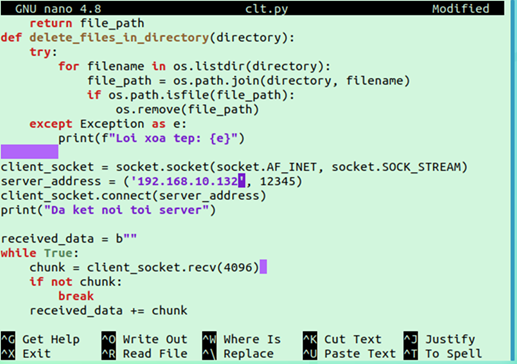 GNU nano 4.8 clt.py Modified
    return file_path
def delete_files_in_directory(directory):
    try:
        for filename in os.listdir(directory):
            file_path = os.path.join(directory, filename)
            if os.path.isfile(file_path):
                os.remove(file_path)
    except Exception as e:
        print(f"Loi xoa tep: {e}")
client_socket = socket.socket(socket.AF_INET, socket.SOCK_STREAM)
server_address = ('192.168.10.132', 12345)
client_socket.connect(server_address)
print("Da ket noi toi server")
received_data = b""
while True:
    chunk = client_socket.recv(4096)
    if not chunk:
        break
    received_data += chunk
^G Get Help ^O Write Out ^W Where Is ^K Cut Text ^J Justify
^X Exit ^R Read File ^\ Replace ^U Paste Text ^T To Spell